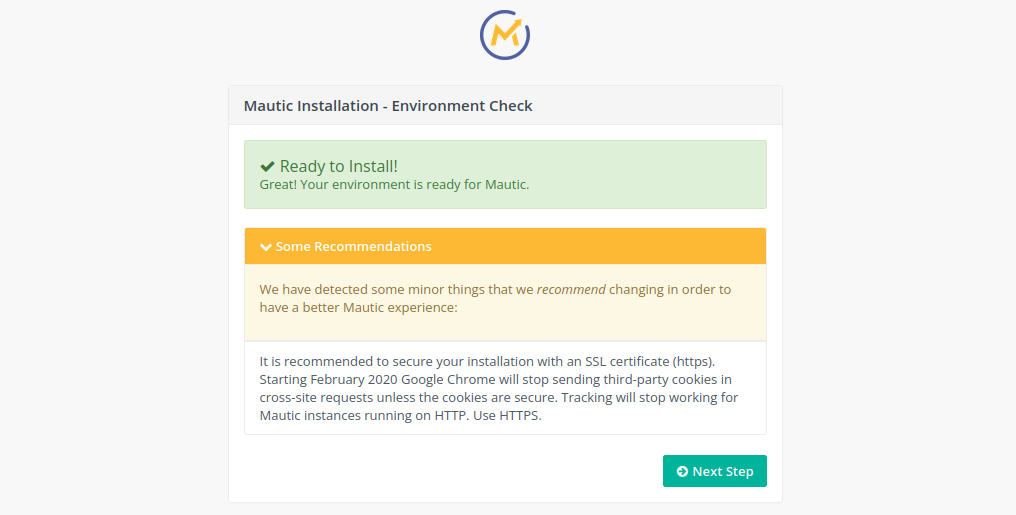 Mautic Installation - Environment Check
Ready to Install!
Great! Your environment is ready for Mautic.
Some Recommendations
We have detected some minor things that we recommend changing in order to
have a better Mautic experience:
It is recommended to secure your installation with an SSL certificate (https).
Starting February 2020 Google Chrome will stop sending third-party cookies in
cross-site requests unless the cookies are secure. Tracking will stop working for
Mautic instances running on HTTP. Use HTTPS.
Next Step